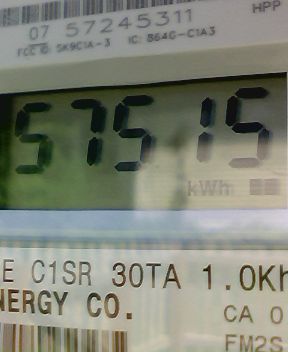 HPP
07 57245311
FCC ID SK9C1A-3 IC: 864G-C1A3
57515
kWh
E C1SR 30TA 1.0Kh
NERGY CO.
CA 0
FM2S